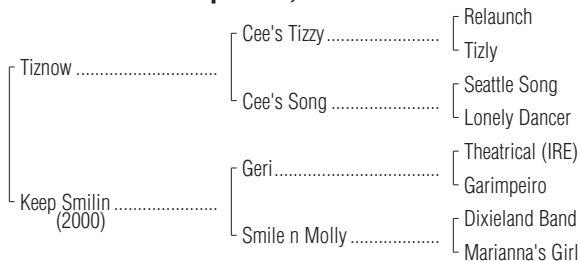 Relaunch
Cee's Tizzy
Tizly
Tiznow
Seattle Song
Cee's Song
Lonely Dancer
Theatrical (IRE)
Geri
Garimpeiro
Keep Smilin
(2000)
Dixieland Band
Smile n Molly
Marianna's Girl